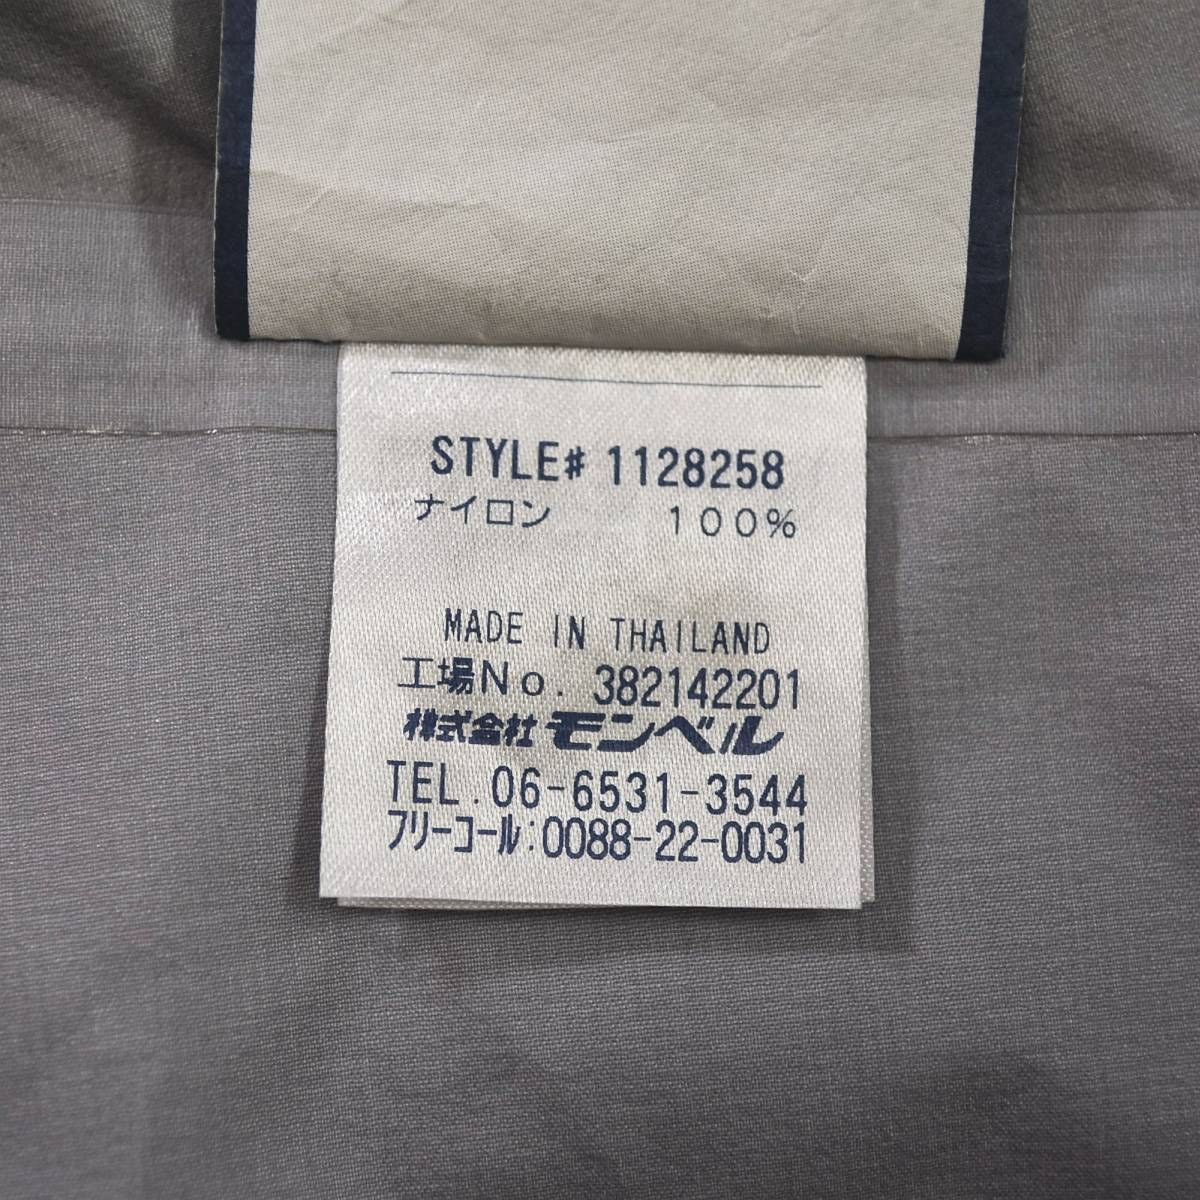 STYLE# 1128258
ナイロン 100%
MADE IN THAILAND
工場No. 382142201
株式会社 モンベル
TEL. 06-6531-3544
フリーコール:0088-22-0031